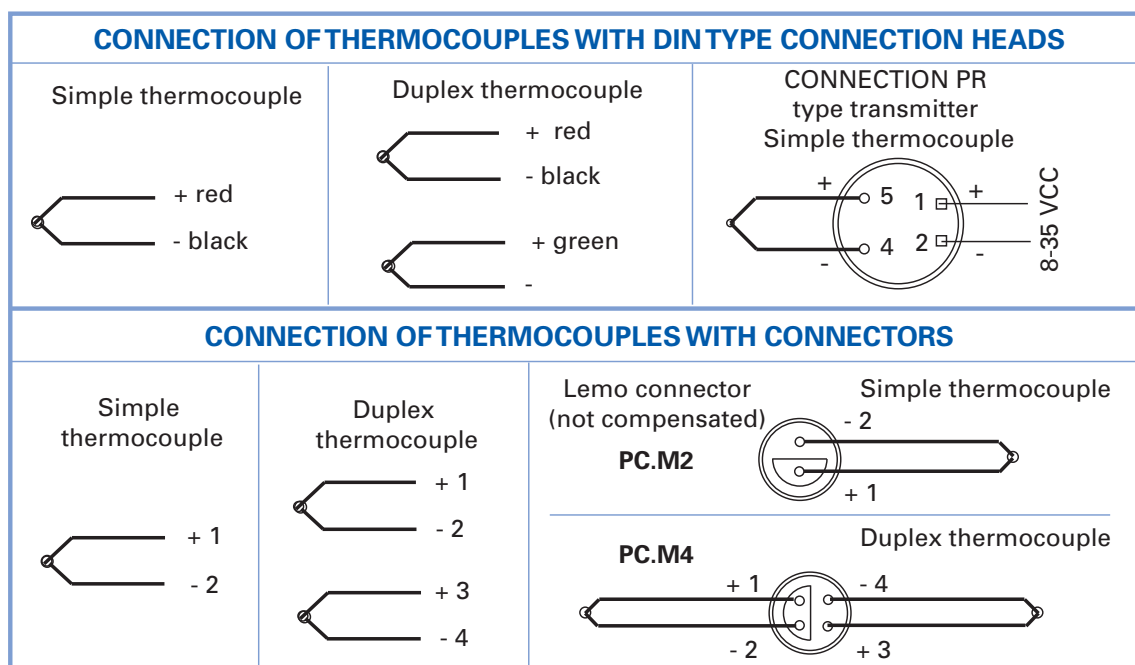 CONNECTION OF THERMOCOUPLES WITH DIN TYPE CONNECTION HEADS
Simple thermocouple
+ red
- black
Duplex thermocouple
+ red
- black
+ green
-
CONNECTION PR
type transmitter
Simple thermocouple
+
5
1
+
4
2
-
-
8-35 VCC
CONNECTION OF THERMOCOUPLES WITH CONNECTORS
Simple
thermocouple
+ 1
- 2
Duplex
thermocouple
+ 1
- 2
+ 3
- 4
Lemo connector
(not compensated)
PC.M2
Simple thermocouple
- 2
+ 1
PC.M4
Duplex thermocouple
+ 1
- 4
- 2
+ 3